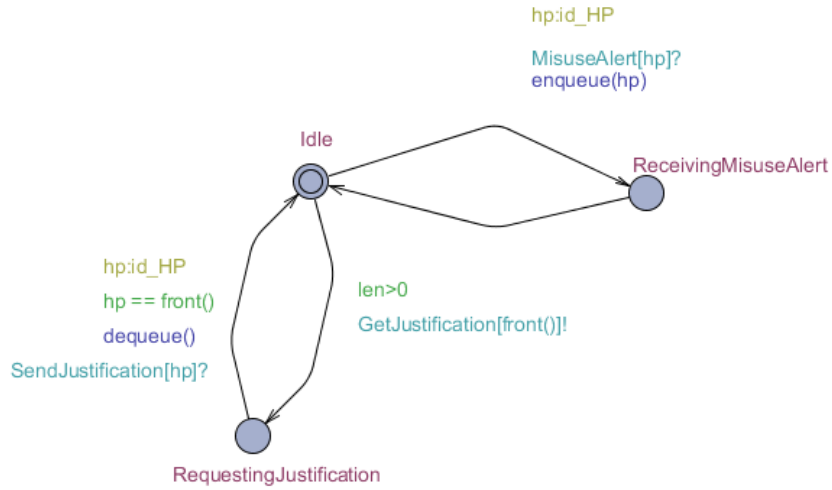 hp:id_HP
MisuseAlert[hp]?
enqueue(hp)
Idle
ReceivingMisuseAlert
hp:id_HP
hp == front()
dequeue()
SendJustification[hp]?
len>0
GetJustification[front()]!
RequestingJustification